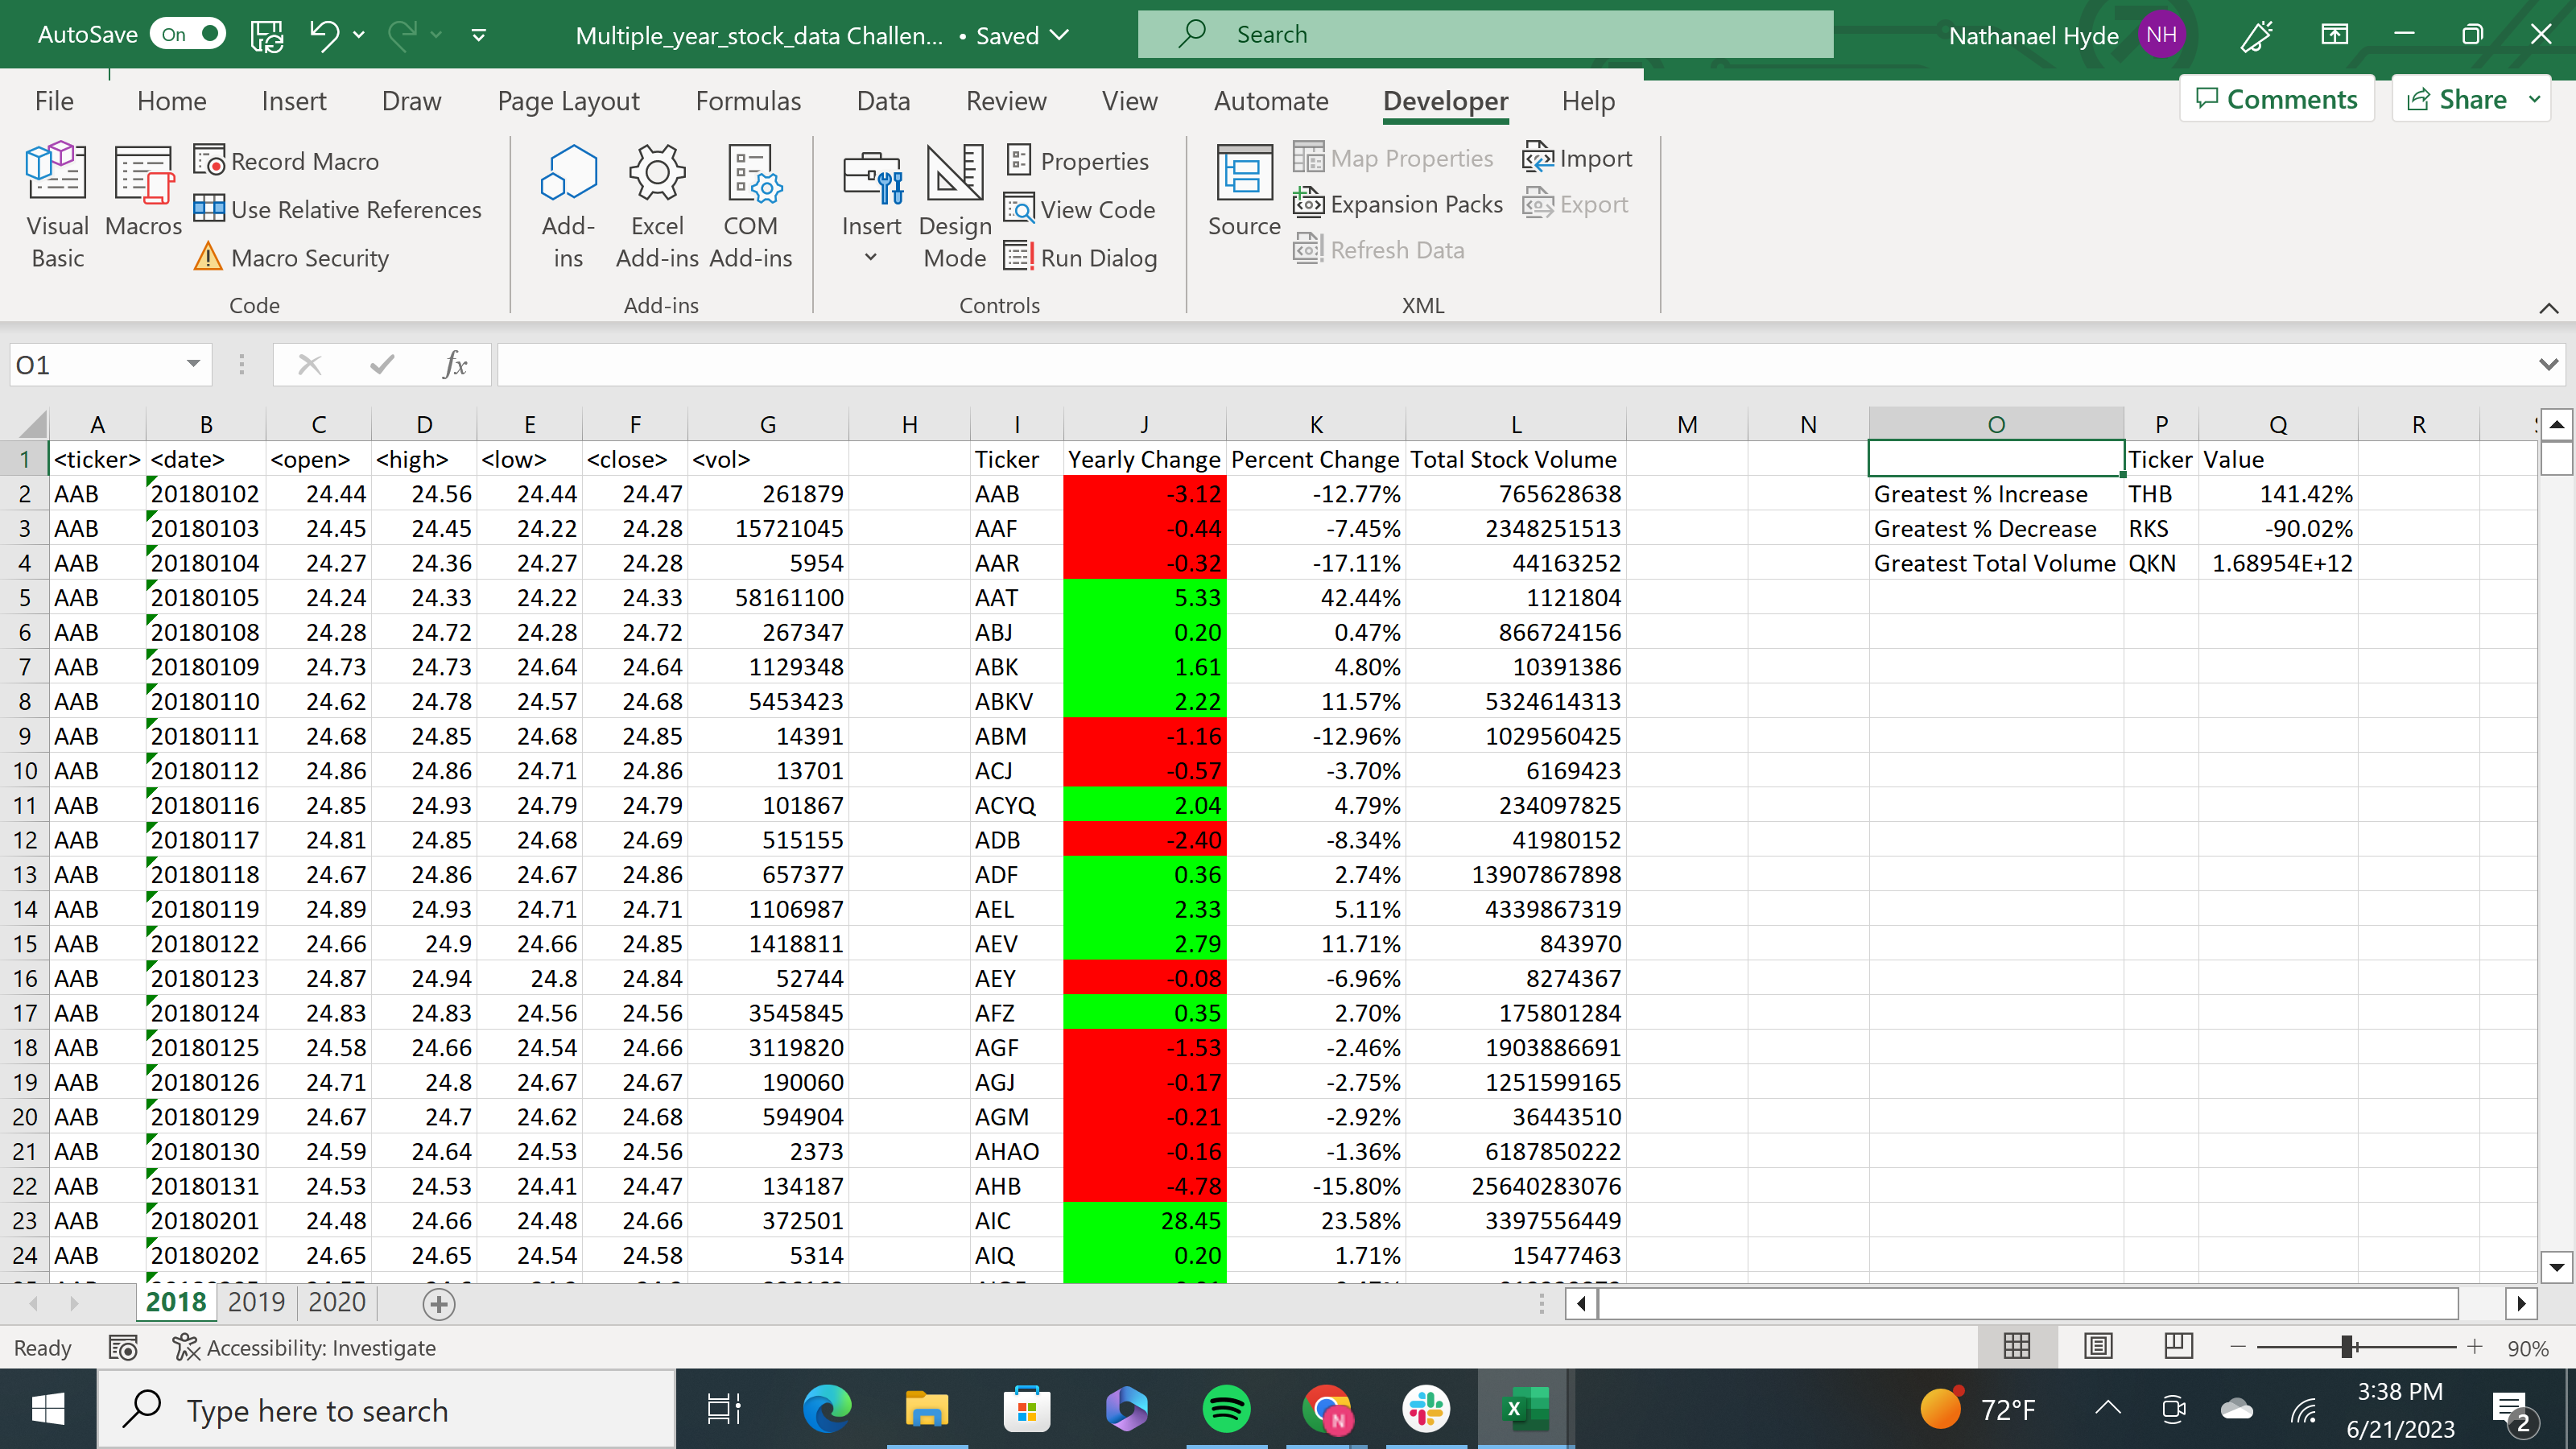 AutoSave On Multiple_year_stock_data Challen... • Saved Search Nathanael Hyde NH
File Home Insert Draw Page Layout Formulas Data Review View Automate Developer Help Comments Share
Visual Basic Macros Record Macro Use Relative References Macro Security Code
Add-ins Excel Add-ins COM Add-ins Add-ins
Insert Design Mode Properties View Code Run Dialog Controls
Source Map Properties Expansion Packs Refresh Data Import Export XML
O1 fx
A B C D E F G H I J K L M N O P Q R
1 <ticker> <date> <open> <high> <low> <close> <vol> Ticker Yearly Change Percent Change Total Stock Volume Ticker Value
2 AAB 20180102 24.44 24.56 24.44 24.47 261879 AAB -3.12 -12.77% 765628638 Greatest % Increase THB 141.42%
3 AAB 20180103 24.45 24.45 24.22 24.28 15721045 AAF -0.44 -7.45% 2348251513 Greatest % Decrease RKS -90.02%
4 AAB 20180104 24.27 24.36 24.27 24.28 5954 AAR -0.32 -17.11% 44163252 Greatest Total Volume QKN 1.68954E+12
5 AAB 20180105 24.24 24.33 24.22 24.33 58161100 AAT 5.33 42.44% 1121804
6 AAB 20180108 24.28 24.72 24.28 24.72 267347 ABJ 0.20 0.47% 866724156
7 AAB 20180109 24.73 24.73 24.64 24.64 1129348 ABK 1.61 4.80% 10391386
8 AAB 20180110 24.62 24.78 24.57 24.68 5453423 ABKV 2.22 11.57% 5324614313
9 AAB 20180111 24.68 24.85 24.68 24.85 14391 ABM -1.16 -12.96% 1029560425
10 AAB 20180112 24.86 24.86 24.71 24.86 13701 ACJ -0.57 -3.70% 6169423
11 AAB 20180116 24.85 24.93 24.79 24.79 101867 ACYQ 2.04 4.79% 234097825
12 AAB 20180117 24.81 24.85 24.68 24.69 515155 ADB -2.40 -8.34% 41980152
13 AAB 20180118 24.67 24.86 24.67 24.86 657377 ADF 0.36 2.74% 13907867898
14 AAB 20180119 24.89 24.93 24.71 24.71 1106987 AEL 2.33 5.11% 4339867319
15 AAB 20180122 24.66 24.9 24.66 24.85 1418811 AEV 2.79 11.71% 843970
16 AAB 20180123 24.87 24.94 24.8 24.84 52744 AEY -0.08 -6.96% 8274367
17 AAB 20180124 24.83 24.83 24.56 24.56 3545845 AFZ 0.35 2.70% 175801284
18 AAB 20180125 24.58 24.66 24.54 24.66 3119820 AGF -1.53 -2.46% 1903886691
19 AAB 20180126 24.71 24.8 24.67 24.67 190060 AGJ -0.17 -2.75% 1251599165
20 AAB 20180129 24.67 24.7 24.62 24.68 594904 AGM -0.21 -2.92% 36443510
21 AAB 20180130 24.59 24.64 24.53 24.56 2373 AHAO -0.16 -1.36% 6187850222
22 AAB 20180131 24.53 24.53 24.41 24.47 134187 AHB -4.78 -15.80% 25640283076
23 AAB 20180201 24.48 24.66 24.48 24.66 372501 AIC 28.45 23.58% 3397556449
24 AAB 20180202 24.65 24.65 24.54 24.58 5314 AIQ 0.20 1.71% 15477463
2018 2019 2020
Ready Accessibility: Investigate 90%
Type here to search 72°F 3:38 PM
6/21/2023 2